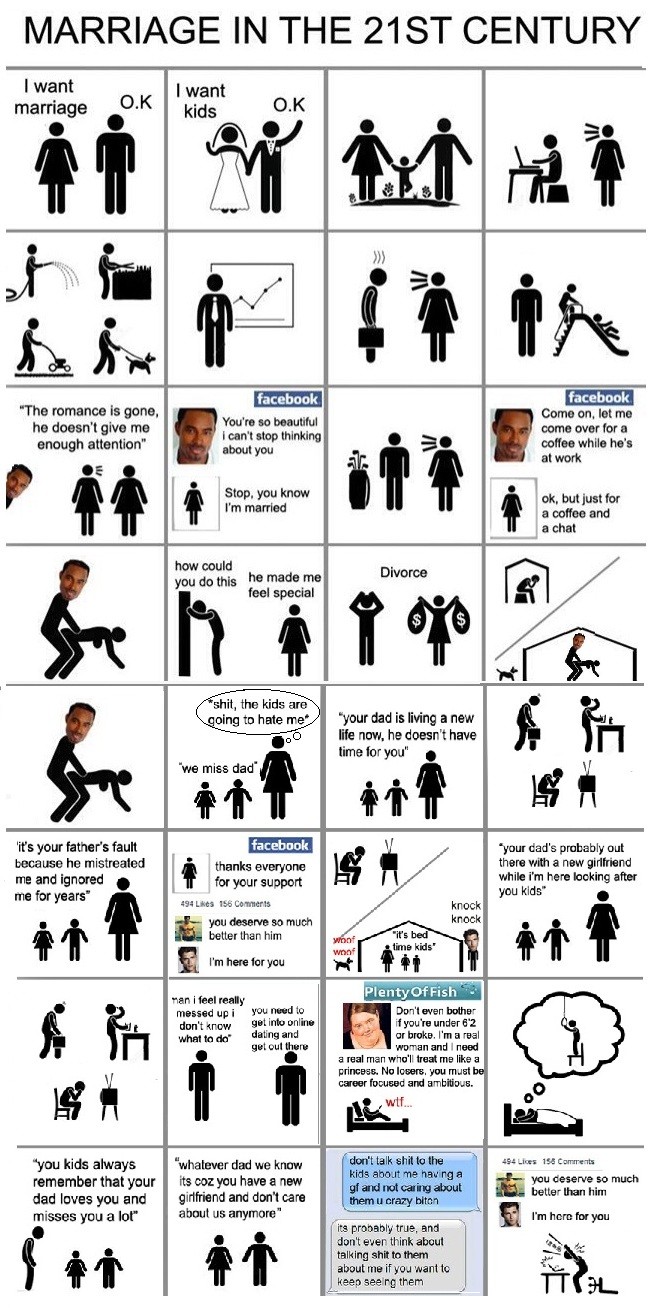 MARRIAGE IN THE 21ST CENTURY
I want
marriage
O.K
I want
kids
O.K
"The romance is gone,
he doesn't give me
enough attention"
facebook
You're so beautiful
i can't stop thinking
about you
Stop, you know
I'm married
facebook
Come on, let me
come over for a
coffee while he's
at work
ok, but just for
a coffee and
a chat
how could
you do this
he made me
feel special
Divorce
$
$
*shit, the kids are
going to hate me*
"we miss dad"
"your dad is living a new
life now, he doesn't have
time for you"
'it's your father's fault
because he mistreated
me and ignored
me for years"
facebook
thanks everyone
for your support
494 Likes 156 Comments
you deserve so much
better than him
I'm here for you
knock
knock
woof
woof
"it's bed
time kids"
"your dad's probably out
there with a new girlfriend
while i'm here looking after
you kids"
man i feel really
messed up i
don't know
what to do"
you need to
get into online
dating and
get out there
PlentyOfFish
Don't even bother
if you're under 6'2
or broke. I'm a real
woman and I need
a real man who'll treat me like a
princess. No losers, you must be
career focused and ambitious.
wtf...
"you kids always
remember that your
dad loves you and
misses you a lot"
"whatever dad we know
its coz you have a new
girlfriend and don't care
about us anymore"
don't talk shit to the
kids about me having a
gf and not caring about
them u crazy bitch
its probably true, and
don't even think about
talking shit to them
about me if you want to
keep seeing them
494 Likes 156 Comments
you deserve so much
better than him
I'm here for you